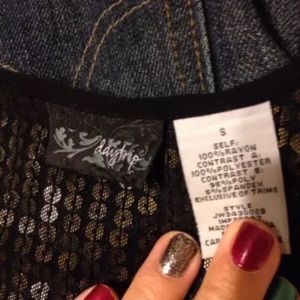 daytrip
S
SELF:
100%RAYON
CONTRAST A:
100%POLYESTER
CONTRAST B:
95%POLY
5%SPANDEX
EXCLUSIVE OF TRIMS
STYLE